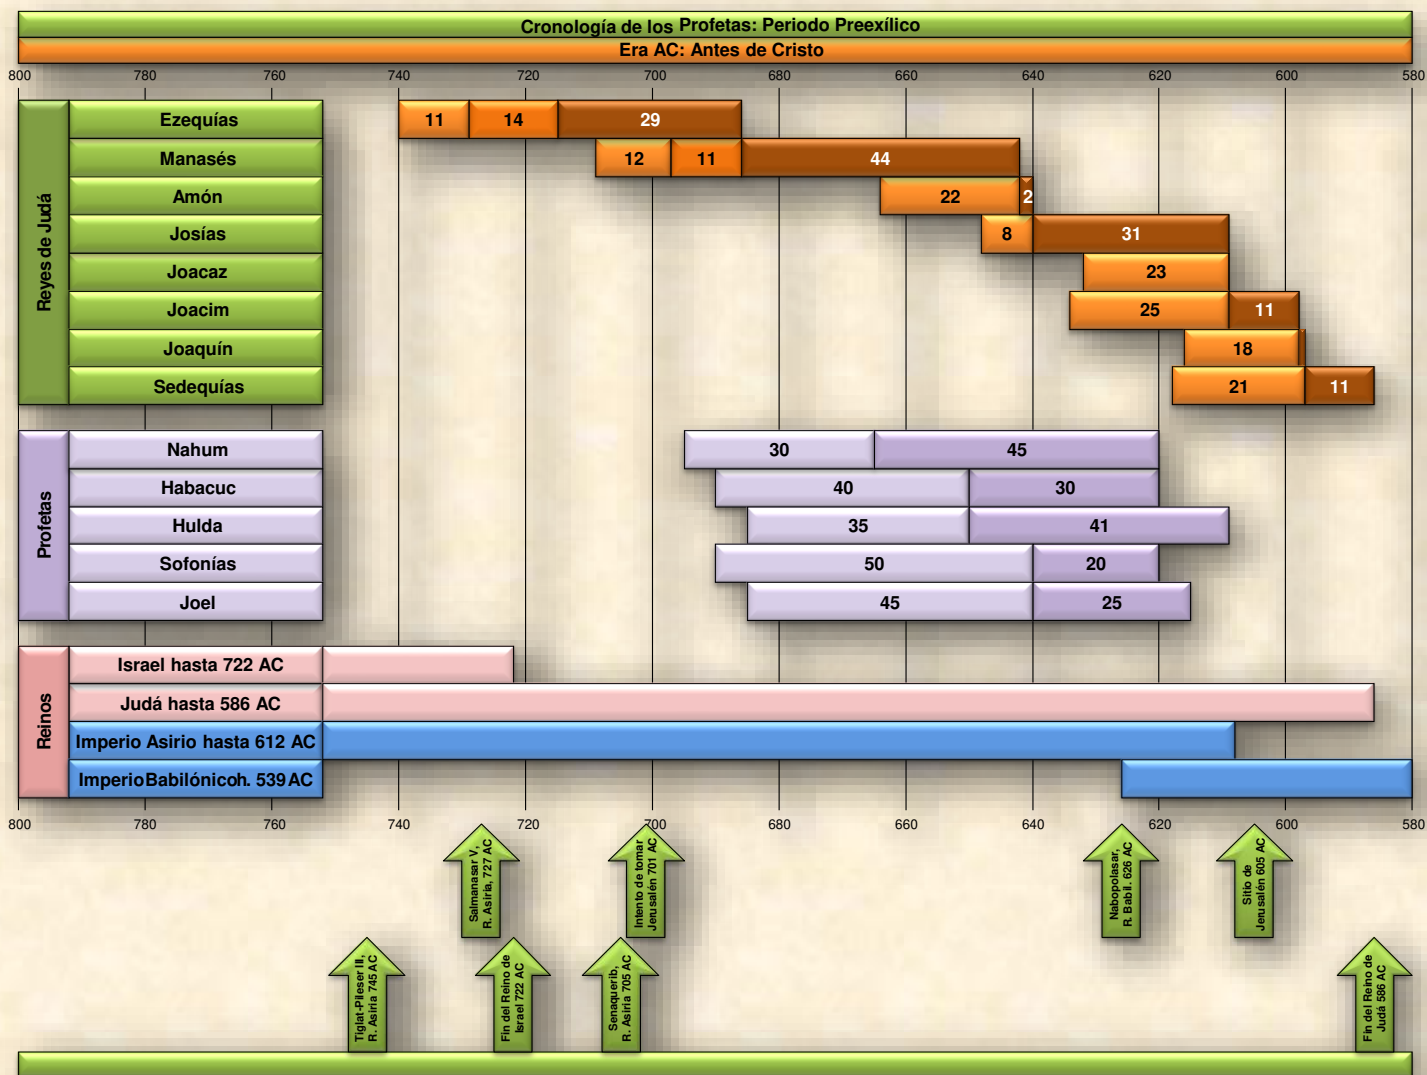 Cronología de los Profetas: Periodo Preexílico
Era AC: Antes de Cristo
800 780 760 740 720 700 680 660 640 620 600 580
Reyes de Judá
Ezequías 11 14 29
Manasés 12 11 44
Amón 22 2
Josías 8 31
Joacaz 23
Joacim 25 11
Joaquín 18
Sedequías 21 11
Profetas
Nahum 30 45
Habacuc 40 30
Hulda 35 41
Sofonías 50 20
Joel 45 25
Reinos
Israel hasta 722 AC
Judá hasta 586 AC
Imperio Asirio hasta 612 AC
Imperio Babilónico h. 539 AC
800 780 760 740 720 700 680 660 640 620 600 580
Salmanasar V,
R. Asiria, 727 AC
Intento de tomar
Jerusalén 701 AC
Nabopolasar,
R. Babil. 626 AC
Sitio de
Jerusalén 605 AC
Tiglat-Pileser III,
R. Asiria 745 AC
Fin del Reino de
Israel 722 AC
Senaquerib,
R. Asiria 705 AC
Fin del Reino de
Judá 586 AC